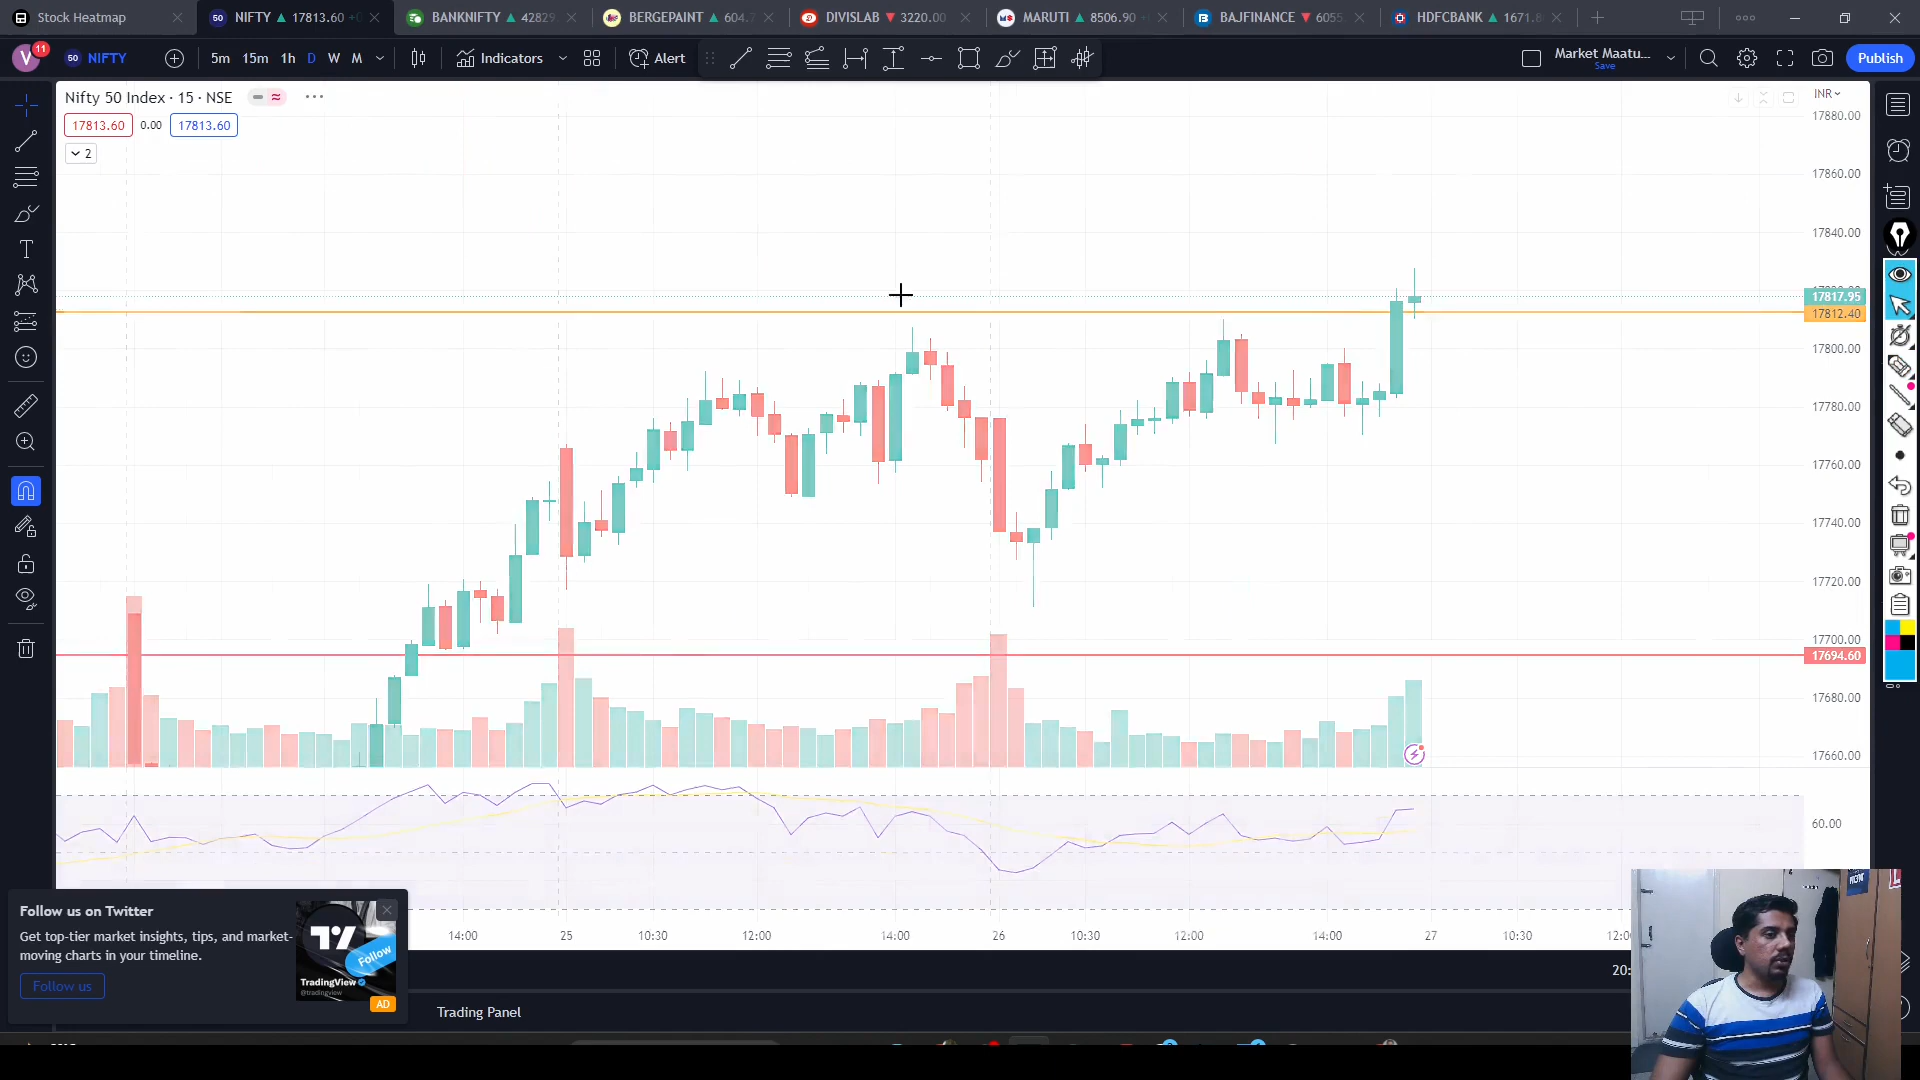 Stock Heatmap
NIFTY ▲ 17813.60
BANKNIFTY ▲ 42829
BERGEPAINT ▲ 604.
DIVISLAB ▼ 3220.00
MARUTI ▲ 8506.90
BAJFINANCE ▼ 6055
HDFCBANK ▲ 1671.
V 11 50 NIFTY 5m 15m 1h D W M Indicators Alert
Market Maatu...
Save
Publish
Nifty 50 Index · 15 · NSE
INR
17813.60 0.00 17813.60
2
17880.00
17860.00
17840.00
17817.95
17812.40
17800.00
17780.00
17760.00
17740.00
17720.00
17700.00
17694.60
17680.00
17660.00
60.00
14:00 25 10:30 12:00 14:00 26 10:30 12:00 14:00 27 10:30
Follow us on Twitter
Get top-tier market insights, tips, and market-
moving charts in your timeline.
Follow us
Follow
TradingView
@tradingview
AD
Trading Panel